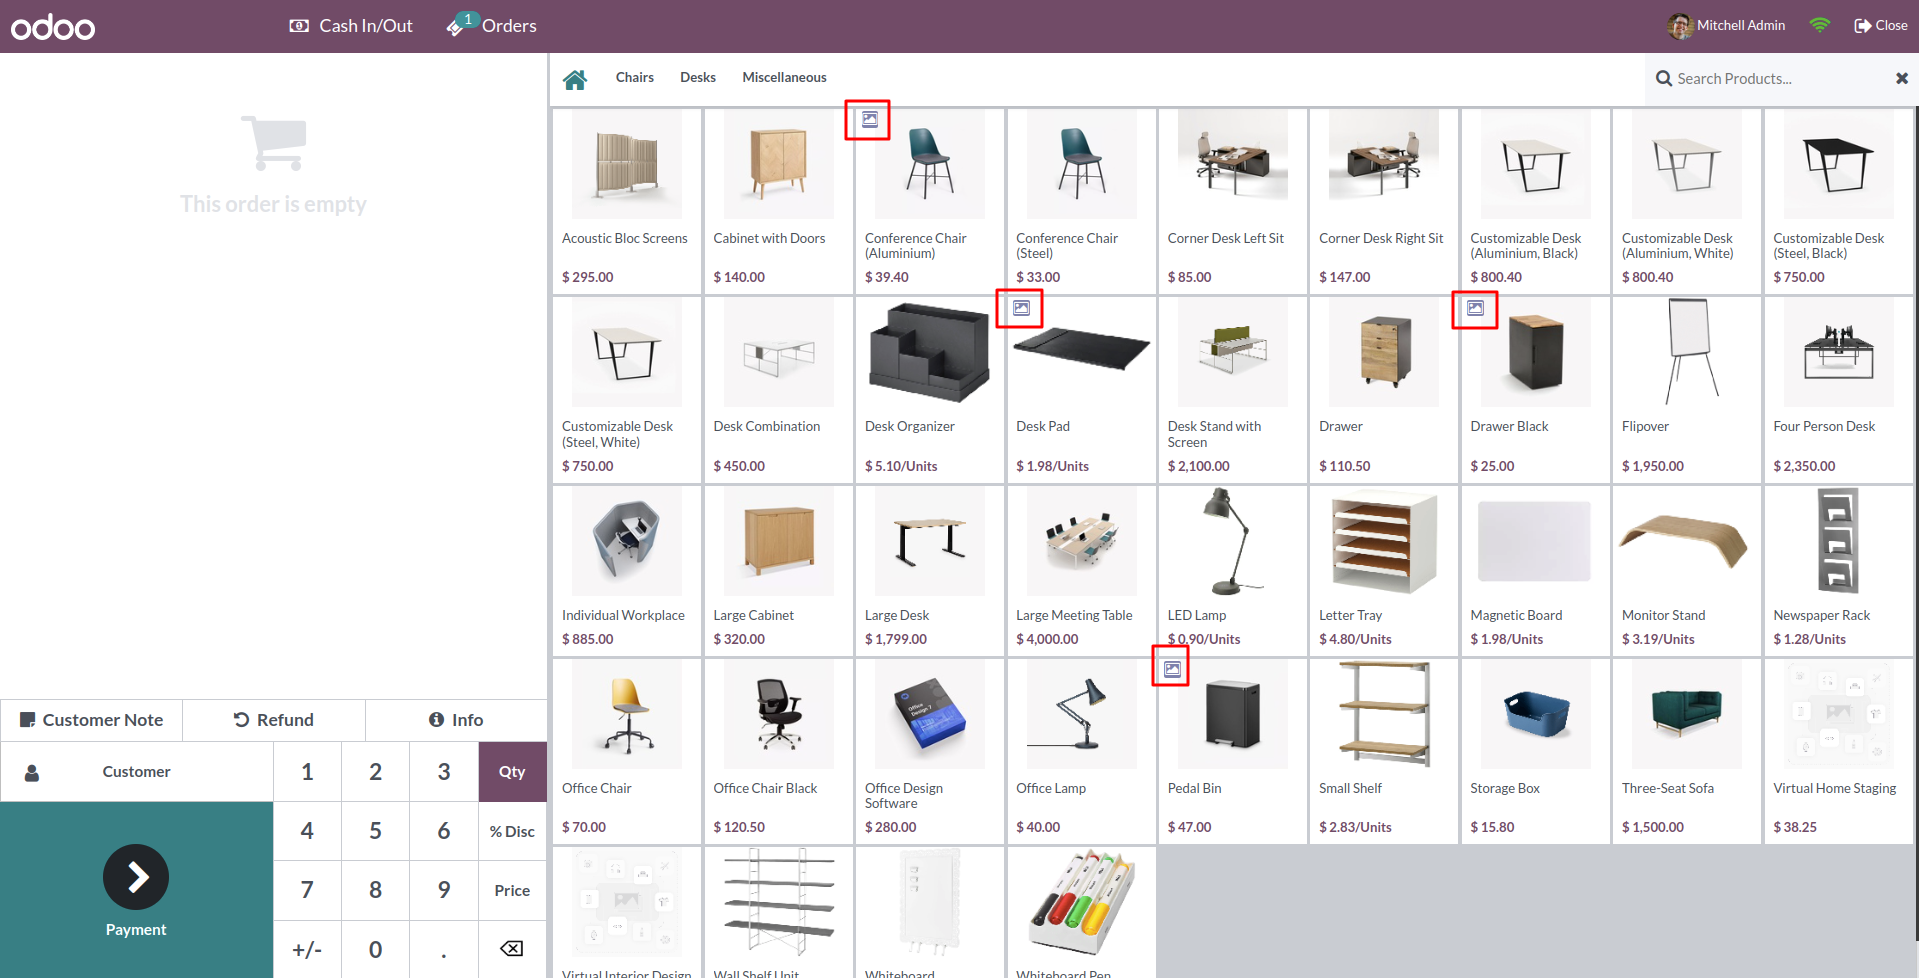 odoo
Cash In/Out
1
Orders
Mitchell Admin
Close
Chairs
Desks
Miscellaneous
Search Products...
This order is empty
Acoustic Bloc Screens
$ 295.00
Cabinet with Doors
$ 140.00
Conference Chair
(Aluminium)
$ 39.40
Conference Chair
(Steel)
$ 33.00
Corner Desk Left Sit
$ 85.00
Corner Desk Right Sit
$ 147.00
Customizable Desk
(Aluminium, Black)
$ 800.40
Customizable Desk
(Aluminium, White)
$ 800.40
Customizable Desk
(Steel, Black)
$ 750.00
Customizable Desk
(Steel, White)
$ 750.00
Desk Combination
$ 450.00
Desk Organizer
$ 5.10/Units
Desk Pad
$ 1.98/Units
Desk Stand with
Screen
$ 2,100.00
Drawer
$ 110.50
Drawer Black
$ 25.00
Flipover
$ 1,950.00
Four Person Desk
$ 2,350.00
Individual Workplace
$ 885.00
Large Cabinet
$ 320.00
Large Desk
$ 1,799.00
Large Meeting Table
$ 4,000.00
LED Lamp
$ 0.90/Units
Letter Tray
$ 4.80/Units
Magnetic Board
$ 1.98/Units
Monitor Stand
$ 3.19/Units
Newspaper Rack
$ 1.28/Units
Office Chair
$ 70.00
Office Chair Black
$ 120.50
Office
Design 7
Office Design
Software
$ 280.00
Office Lamp
$ 40.00
Pedal Bin
$ 47.00
Small Shelf
$ 2.83/Units
Storage Box
$ 15.80
Three-Seat Sofa
$ 1,500.00
Virtual Home Staging
$ 38.25
Virtual Interior Design
Wall Shelf Unit
Whiteboard
Whiteboard Pen
Customer Note
Refund
Info
Customer
1
2
3
Qty
4
5
6
% Disc
7
8
9
Price
+/-
0
.
Payment